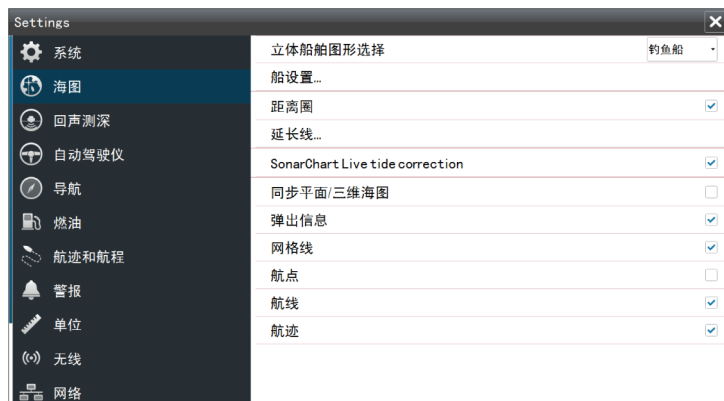 Settings
系统
海图
回声测深
自动驾驶仪
导航
燃油
航迹和航程
警报
单位
无线
网络
立体船舶图形选择 钓鱼船
船设置…
距离圈
延长线…
SonarChart Live tide correction
同步平面/三维海图
弹出信息
网格线
航点
航线
航迹